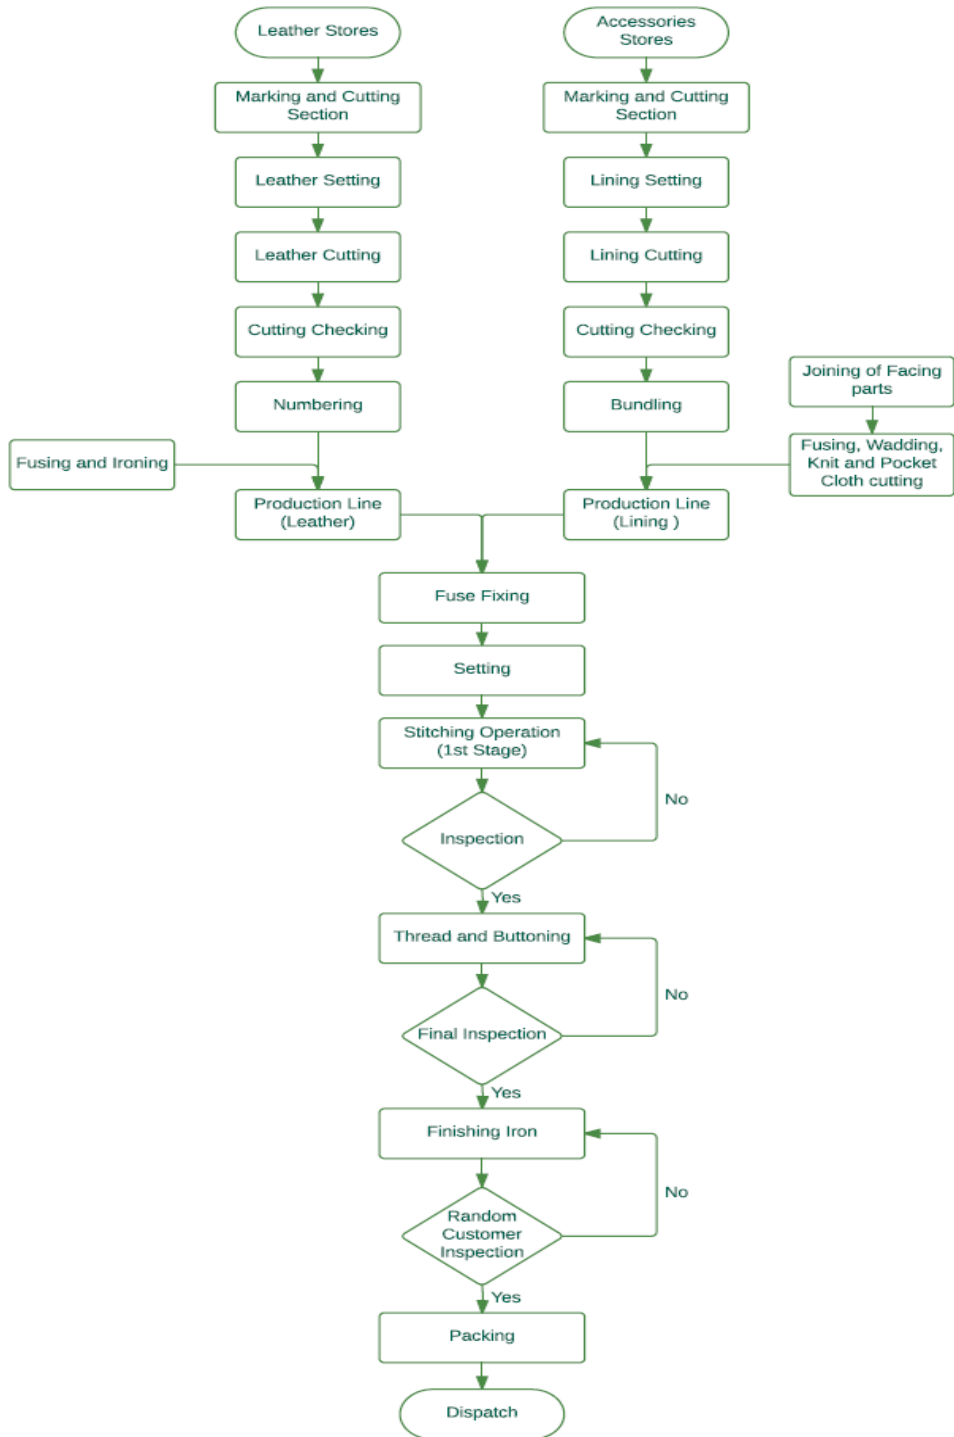 Leather Stores
Accessories
Stores
Marking and Cutting
Section
Marking and Cutting
Section
Leather Setting
Lining Setting
Leather Cutting
Lining Cutting
Cutting Checking
Cutting Checking
Joining of Facing
parts
Numbering
Bundling
Fusing and Ironing
Fusing, Wadding,
Knit and Pocket
Cloth cutting
Production Line
(Leather)
Production Line
(Lining )
Fuse Fixing
Setting
Stitching Operation
(1st Stage)
No
Inspection
Yes
Thread and Buttoning
No
Final Inspection
Yes
Finishing Iron
No
Random
Customer
Inspection
Yes
Packing
Dispatch